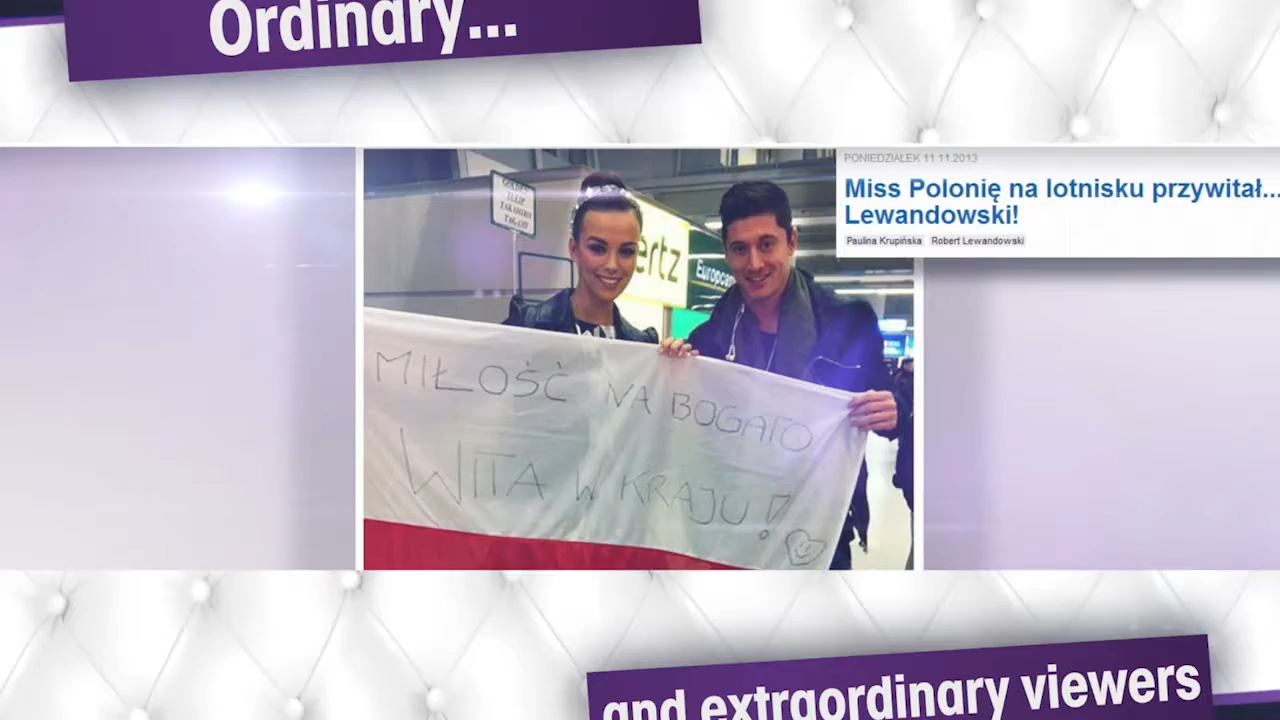 Ordinary...
PONIEDZIAŁEK 11.11.2013
Miss Polonię na lotnisku przywitał...
Lewandowski!
Paulina Krupińska Robert Lewandowski
ertz
Europcar
MIŁOŚĆ NA BOGATO
WITA W KRAJU!
and extraordinary viewers